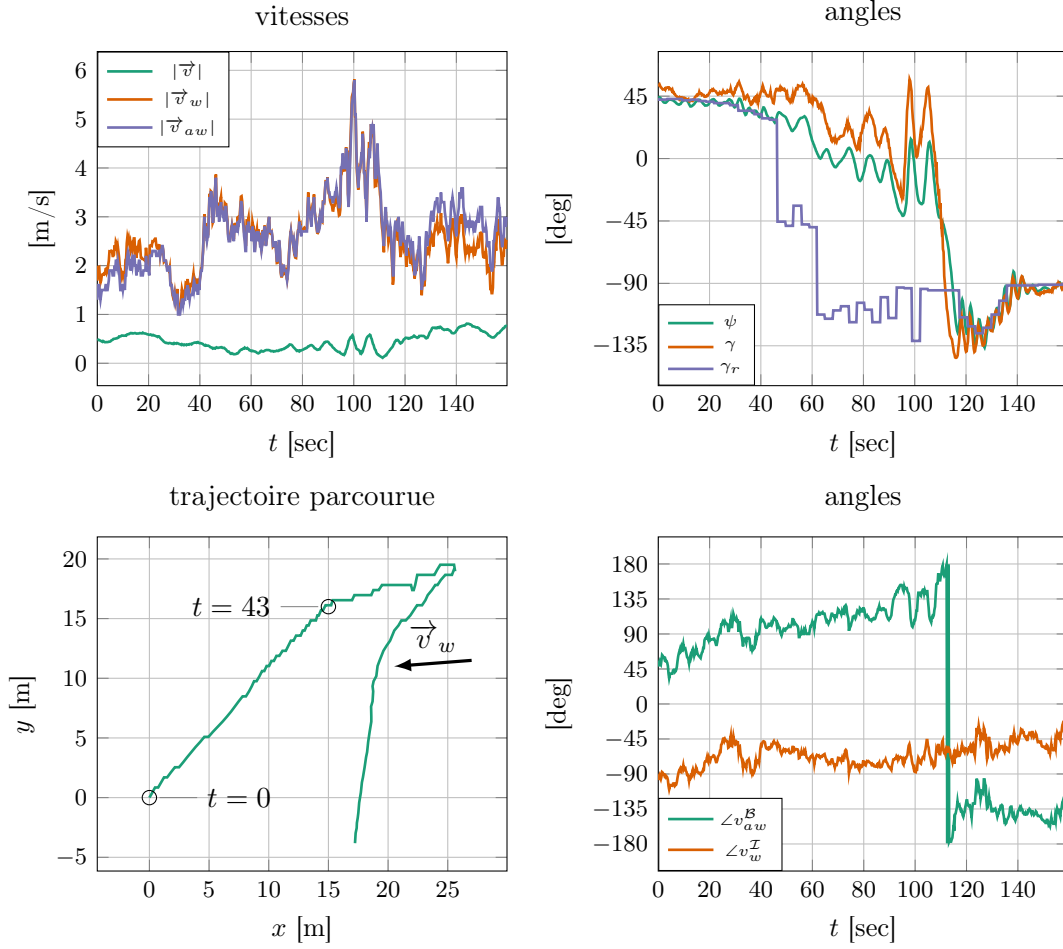 vitesses
|v⃗|
|v⃗_w|
|v⃗_aw|
6
5
4
3
2
1
0
[m/s]
0 20 40 60 80 100 120 140
t [sec]
angles
45
0
−45
−90
−135
[deg]
ψ
γ
γ_r
0 20 40 60 80 100 120 140
t [sec]
trajectoire parcourue
20
15
10
5
0
−5
y [m]
t = 43
v⃗_w
t = 0
0 5 10 15 20 25
x [m]
angles
180
135
90
45
0
−45
−90
−135
−180
[deg]
∠v_aw^ℬ
∠v_w^ℐ
0 20 40 60 80 100 120 140
t [sec]